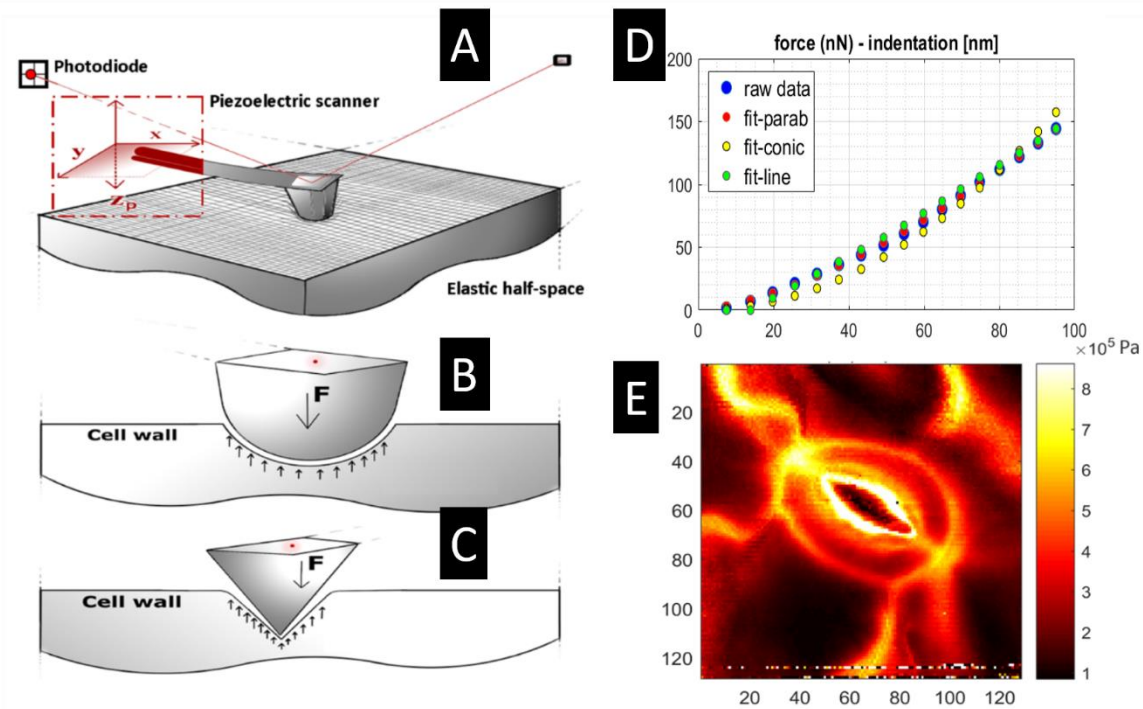 A
Photodiode
Piezoelectric scanner
x
y
z_p
Elastic half-space
B
F
Cell wall
C
F
Cell wall
D
force (nN) - indentation [nm]
200
150
100
50
0
raw data
fit-parab
fit-conic
fit-line
0 20 40 60 80 100
×10⁵ Pa
E
20
40
60
80
100
120
20 40 60 80 100 120
8
7
6
5
4
3
2
1